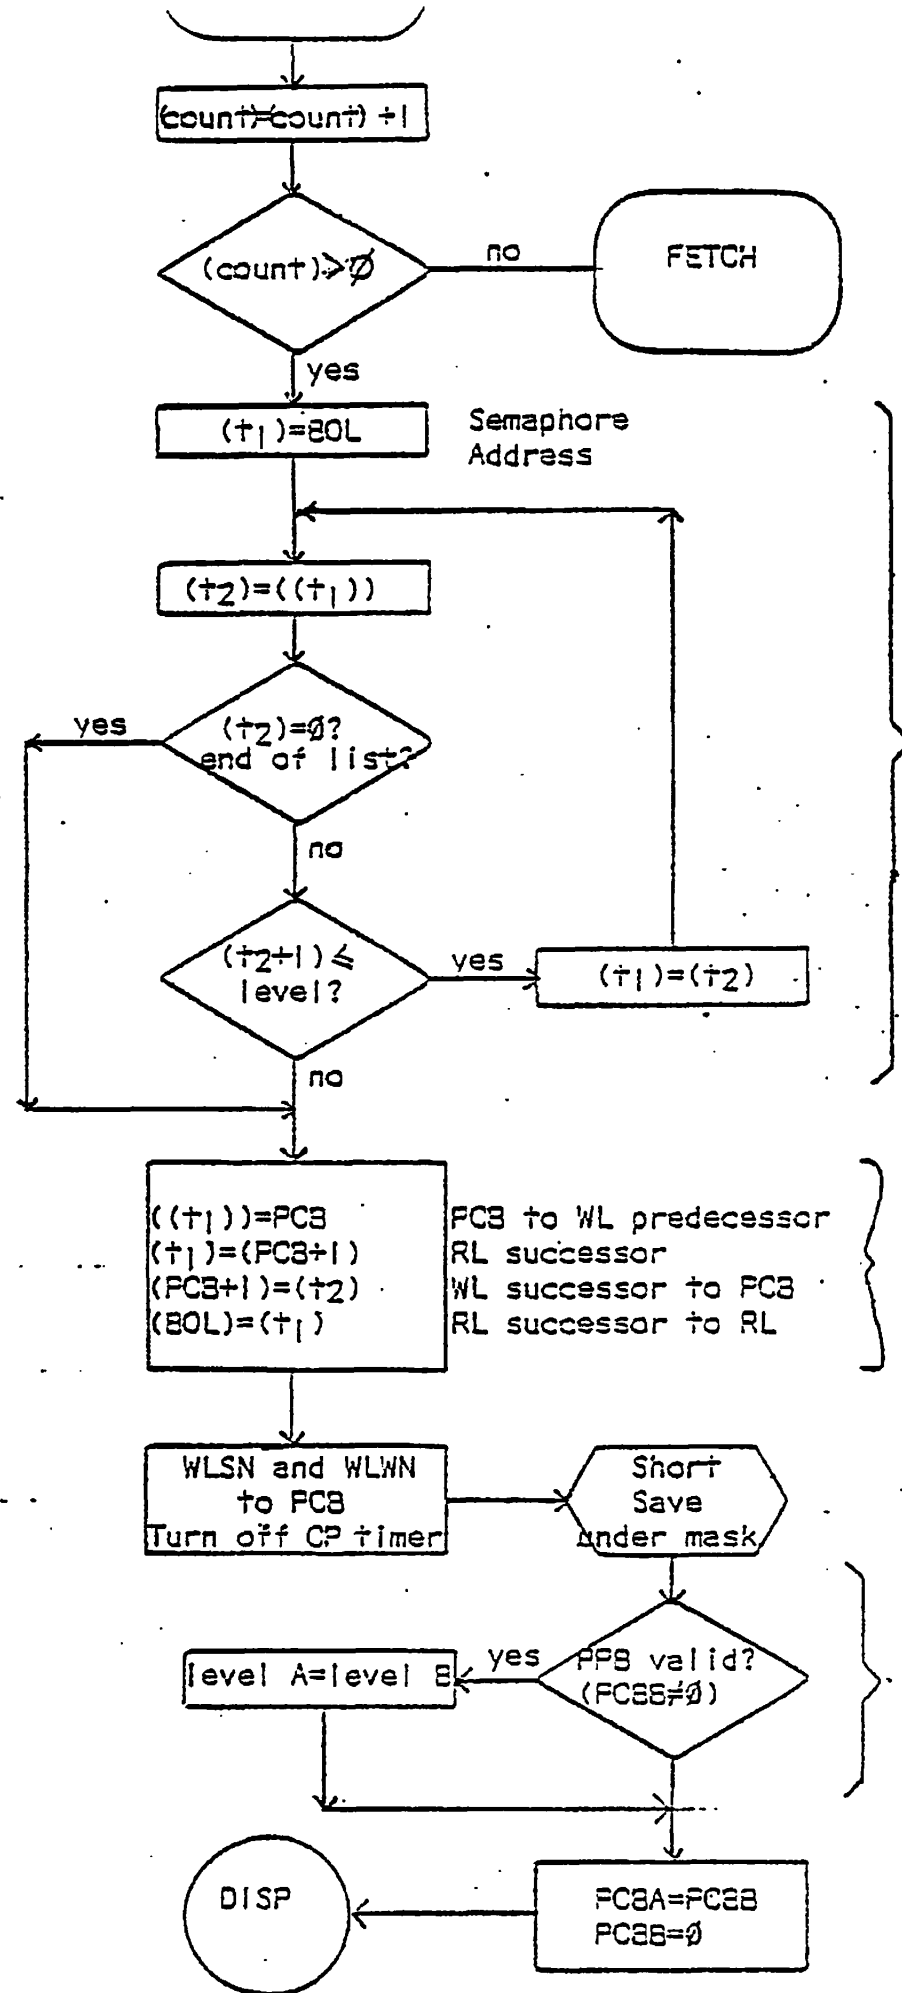 (count)=(count) +1
(count)>Ø
no
FETCH
yes
(t1)=BOL
Semaphore
Address
(t2)=((t1))
yes
(t2)=Ø?
end of list?
no
(t2+1) ≤
level?
yes
(t1)=(t2)
no
((t1))=PCB
PCB to WL predecessor
(t1)=(PCB+1)
RL successor
(PCB+1)=(t2)
WL successor to PCB
(BOL)=(t1)
RL successor to RL
WLSN and WLWN
to PCB
Turn off CP timer
Short
Save
under mask
level A=level B
yes
PPB valid?
(PCBB≠Ø)
DISP
PCBA=PCBB
PCBB=Ø